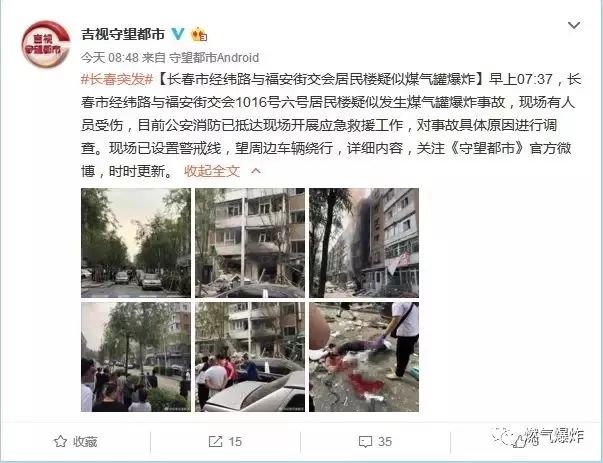 吉视
守望都市
吉视守望都市
今天 08:48 来自 守望都市Android
#长春突发#【长春市经纬路与福安街交会居民楼疑似煤气罐爆炸】早上07:37，长
春市经纬路与福安街交会1016号六号居民楼疑似发生煤气罐爆炸事故，现场有人
员受伤，目前公安消防已抵达现场开展应急救援工作，对事故具体原因进行调
查。现场已设置警戒线，望周边车辆绕行，详细内容，关注《守望都市》官方微
博，时时更新。 收起全文
收藏 15 35
燃气爆炸